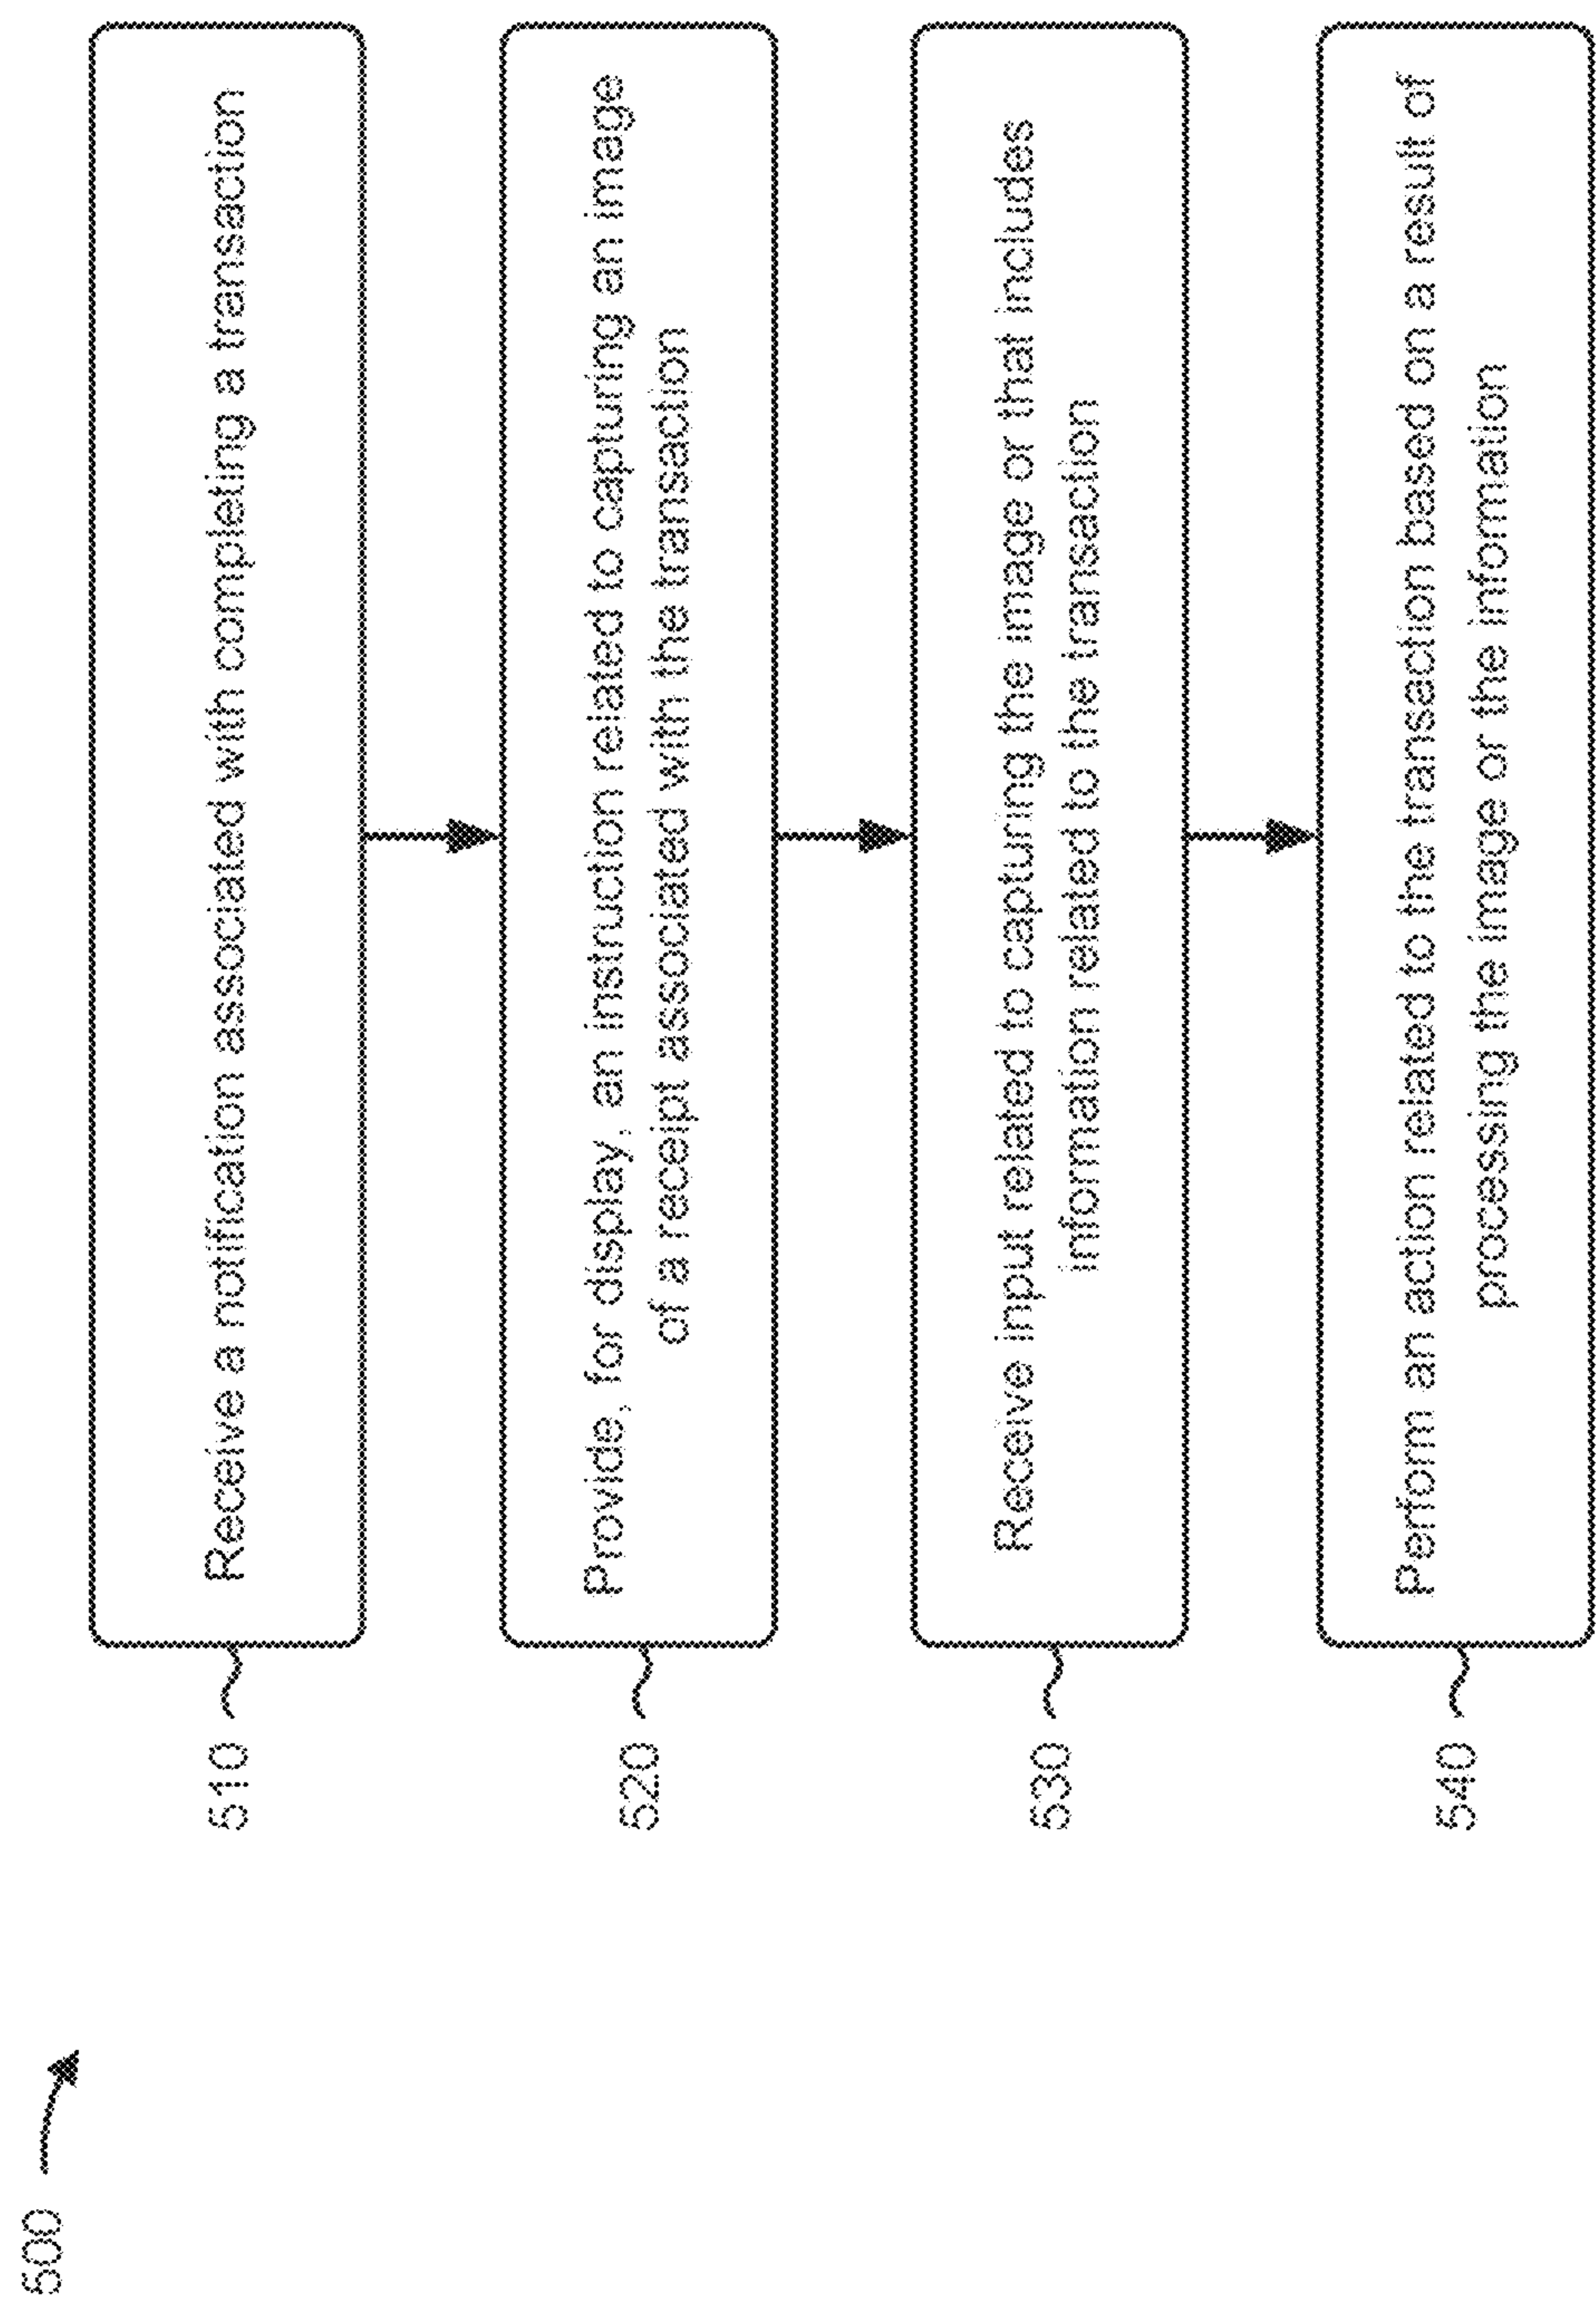 500
510
Receive a notification associated with completing a transaction
520
Provide, for display, an instruction related to capturing an image
of a receipt associated with the transaction
530
Receive input related to capturing the image or that includes
information related to the transaction
540
Perform an action related to the transaction based on a result of
processing the image or the information